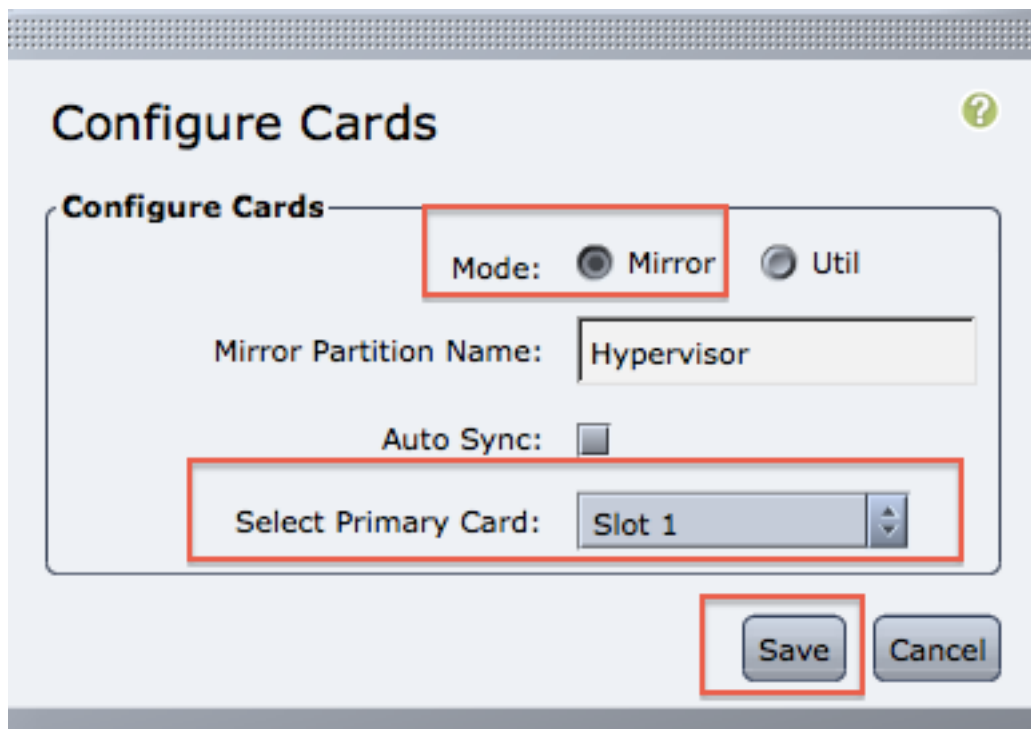 Configure Cards
?
Configure Cards
Mode: Mirror Util
Mirror Partition Name: Hypervisor
Auto Sync:
Select Primary Card: Slot 1
Save Cancel